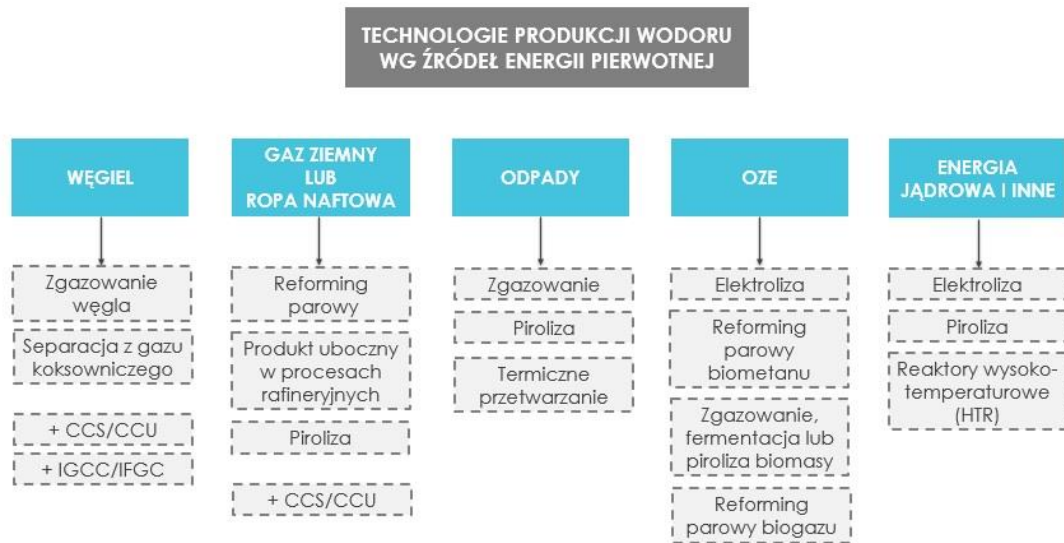 TECHNOLOGIE PRODUKCJI WODORU
WG ŹRÓDEŁ ENERGII PIERWOTNEJ
WĘGIEL
Zgazowanie
węgla
Separacja z gazu
koksowniczego
+ CCS/CCU
+ IGCC/IFGC
GAZ ZIEMNY
LUB
ROPA NAFTOWA
Reforming
parowy
Produkt uboczny
w procesach
rafineryjnych
Piroliza
+ CCS/CCU
ODPADY
Zgazowanie
Piroliza
Termiczne
przetwarzanie
OZE
Elektroliza
Reforming
parowy
biometanu
Zgazowanie,
fermentacja lub
piroliza biomasy
Reforming
parowy biogazu
ENERGIA
JĄDROWA I INNE
Elektroliza
Piroliza
Reaktory wysoko-
temperaturowe
(HTR)